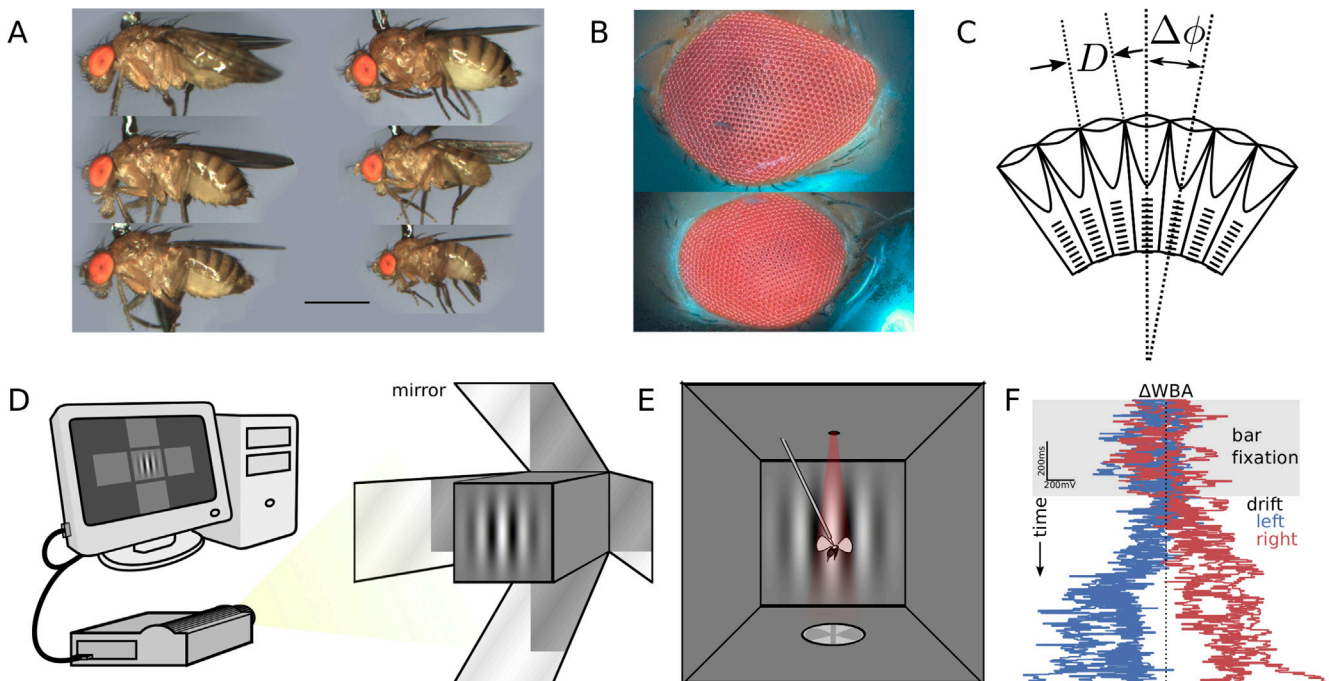 A
B
C
D
Δϕ
D
mirror
E
F
ΔWBA
bar
fixation
200ms
200mV
time
drift
left
right